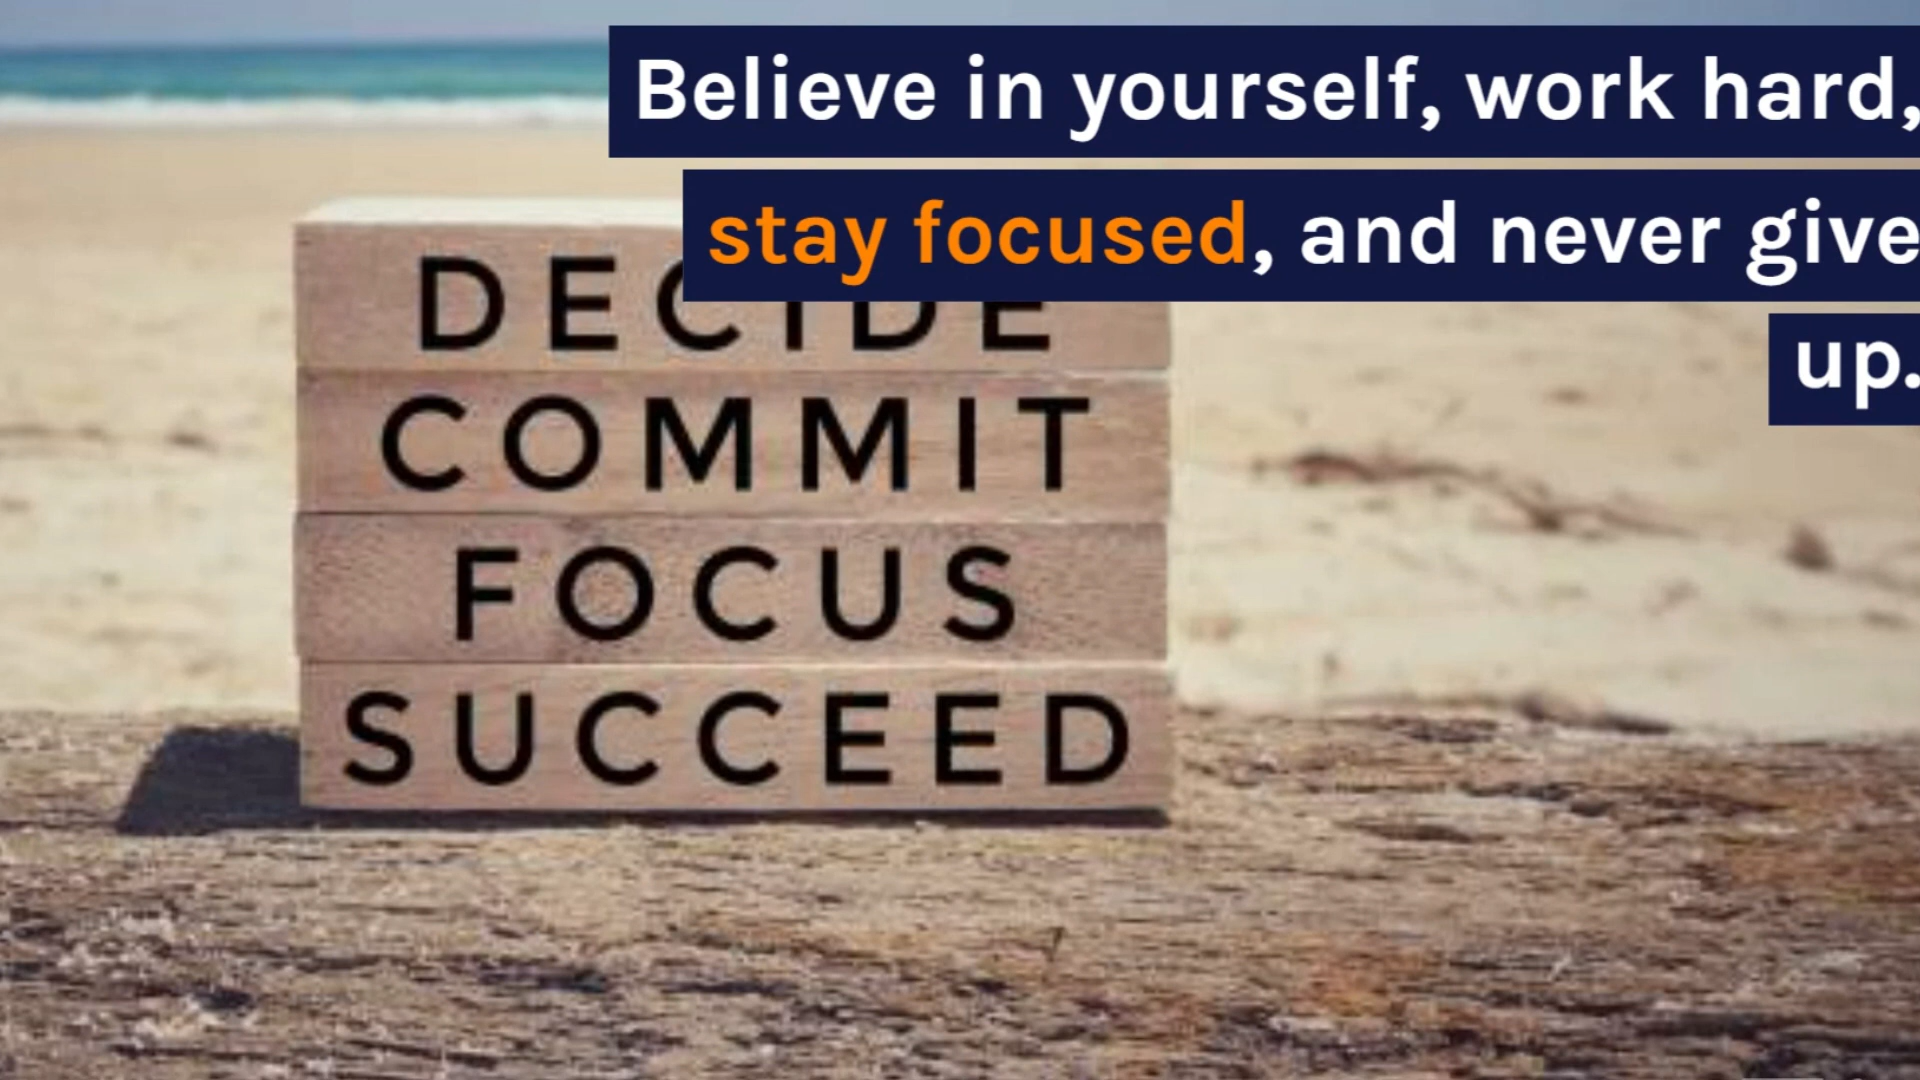 Believe in yourself, work hard,
stay focused, and never give
up.
DECIDE
COMMIT
FOCUS
SUCCEED